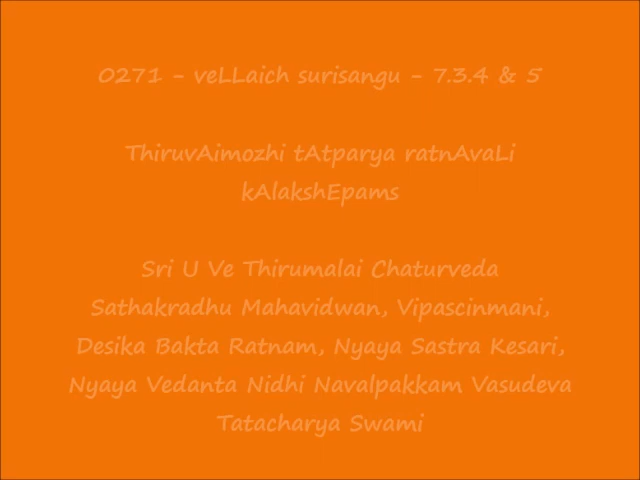 0271 - veLLaich surisangu - 7.3.4 & 5
ThiruvAimozhi tAtparya ratnAvaLi
kAlakshEpams
Sri U Ve Thirumalai Chaturveda
Sathakradhu Mahavidwan, Vipascinmani,
Desika Bakta Ratnam, Nyaya Sastra Kesari,
Nyaya Vedanta Nidhi Navalpakkam Vasudeva
Tatacharya Swami